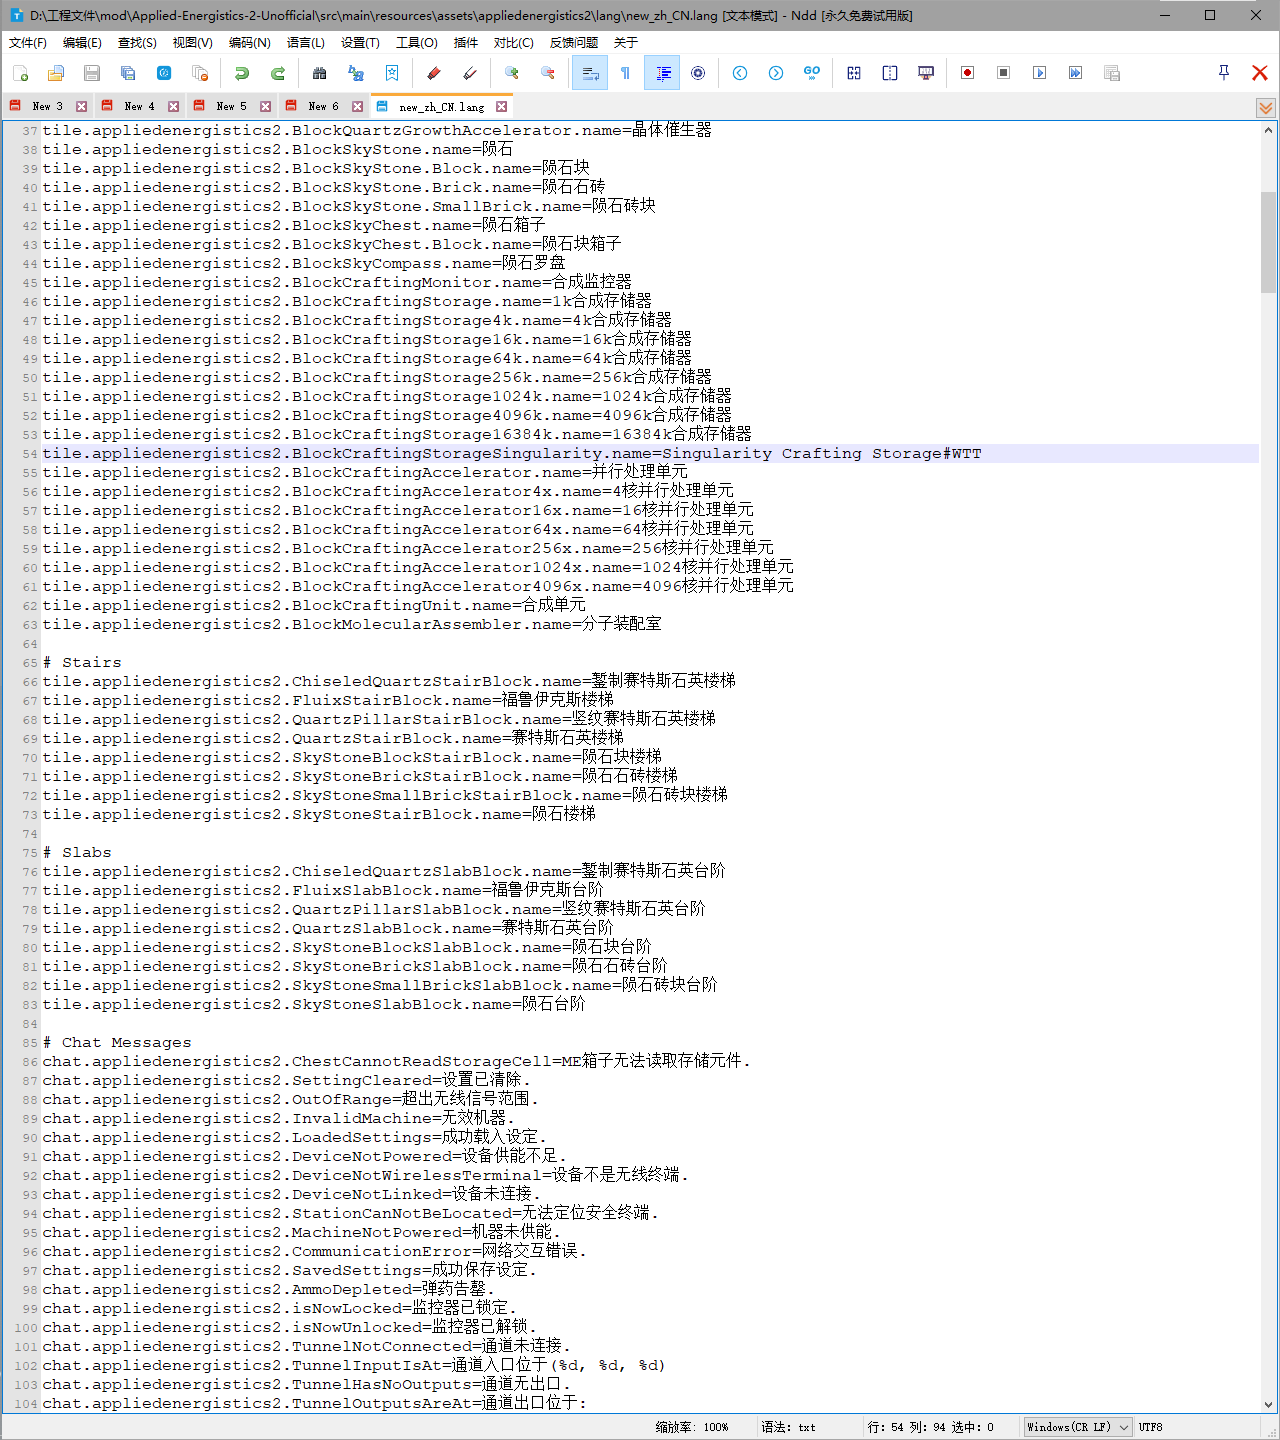 D:\工程文件\mod\Applied-Energistics-2-Unofficial\src\main\resources\assets\appliedenergistics2\lang\new_zh_CN.lang [文本模式] - Ndd [永久免费试用版]
文件(F) 编辑(E) 查找(S) 视图(V) 编码(N) 语言(L) 设置(T) 工具(O) 插件 对比(C) 反馈问题 关于
New 3 New 4 New 5 New 6 new_zh_CN.lang
37 tile.appliedenergistics2.BlockQuartzGrowthAccelerator.name=晶体催生器
38 tile.appliedenergistics2.BlockSkyStone.name=陨石
39 tile.appliedenergistics2.BlockSkyStone.Block.name=陨石块
40 tile.appliedenergistics2.BlockSkyStone.Brick.name=陨石石砖
41 tile.appliedenergistics2.BlockSkyStone.SmallBrick.name=陨石砖块
42 tile.appliedenergistics2.BlockSkyChest.name=陨石箱子
43 tile.appliedenergistics2.BlockSkyChest.Block.name=陨石块箱子
44 tile.appliedenergistics2.BlockSkyCompass.name=陨石罗盘
45 tile.appliedenergistics2.BlockCraftingMonitor.name=合成监控器
46 tile.appliedenergistics2.BlockCraftingStorage.name=1k合成存储器
47 tile.appliedenergistics2.BlockCraftingStorage4k.name=4k合成存储器
48 tile.appliedenergistics2.BlockCraftingStorage16k.name=16k合成存储器
49 tile.appliedenergistics2.BlockCraftingStorage64k.name=64k合成存储器
50 tile.appliedenergistics2.BlockCraftingStorage256k.name=256k合成存储器
51 tile.appliedenergistics2.BlockCraftingStorage1024k.name=1024k合成存储器
52 tile.appliedenergistics2.BlockCraftingStorage4096k.name=4096k合成存储器
53 tile.appliedenergistics2.BlockCraftingStorage16384k.name=16384k合成存储器
54 tile.appliedenergistics2.BlockCraftingStorageSingularity.name=Singularity Crafting Storage#WTT
55 tile.appliedenergistics2.BlockCraftingAccelerator.name=并行处理单元
56 tile.appliedenergistics2.BlockCraftingAccelerator4x.name=4核并行处理单元
57 tile.appliedenergistics2.BlockCraftingAccelerator16x.name=16核并行处理单元
58 tile.appliedenergistics2.BlockCraftingAccelerator64x.name=64核并行处理单元
59 tile.appliedenergistics2.BlockCraftingAccelerator256x.name=256核并行处理单元
60 tile.appliedenergistics2.BlockCraftingAccelerator1024x.name=1024核并行处理单元
61 tile.appliedenergistics2.BlockCraftingAccelerator4096x.name=4096核并行处理单元
62 tile.appliedenergistics2.BlockCraftingUnit.name=合成单元
63 tile.appliedenergistics2.BlockMolecularAssembler.name=分子装配室
64
65 # Stairs
66 tile.appliedenergistics2.ChiseledQuartzStairBlock.name=錾制赛特斯石英楼梯
67 tile.appliedenergistics2.FluixStairBlock.name=福鲁伊克斯楼梯
68 tile.appliedenergistics2.QuartzPillarStairBlock.name=竖纹赛特斯石英楼梯
69 tile.appliedenergistics2.QuartzStairBlock.name=赛特斯石英楼梯
70 tile.appliedenergistics2.SkyStoneBlockStairBlock.name=陨石块楼梯
71 tile.appliedenergistics2.SkyStoneBrickStairBlock.name=陨石石砖楼梯
72 tile.appliedenergistics2.SkyStoneSmallBrickStairBlock.name=陨石砖块楼梯
73 tile.appliedenergistics2.SkyStoneStairBlock.name=陨石楼梯
74
75 # Slabs
76 tile.appliedenergistics2.ChiseledQuartzSlabBlock.name=錾制赛特斯石英台阶
77 tile.appliedenergistics2.FluixSlabBlock.name=福鲁伊克斯台阶
78 tile.appliedenergistics2.QuartzPillarSlabBlock.name=竖纹赛特斯石英台阶
79 tile.appliedenergistics2.QuartzSlabBlock.name=赛特斯石英台阶
80 tile.appliedenergistics2.SkyStoneBlockSlabBlock.name=陨石块台阶
81 tile.appliedenergistics2.SkyStoneBrickSlabBlock.name=陨石石砖台阶
82 tile.appliedenergistics2.SkyStoneSmallBrickSlabBlock.name=陨石砖块台阶
83 tile.appliedenergistics2.SkyStoneSlabBlock.name=陨石台阶
84
85 # Chat Messages
86 chat.appliedenergistics2.ChestCannotReadStorageCell=ME箱子无法读取存储元件.
87 chat.appliedenergistics2.SettingCleared=设置已清除.
88 chat.appliedenergistics2.OutOfRange=超出无线信号范围.
89 chat.appliedenergistics2.InvalidMachine=无效机器.
90 chat.appliedenergistics2.LoadedSettings=成功载入设定.
91 chat.appliedenergistics2.DeviceNotPowered=设备供能不足.
92 chat.appliedenergistics2.DeviceNotWirelessTerminal=设备不是无线终端.
93 chat.appliedenergistics2.DeviceNotLinked=设备未连接.
94 chat.appliedenergistics2.StationCanNotBeLocated=无法定位安全终端.
95 chat.appliedenergistics2.MachineNotPowered=机器未供能.
96 chat.appliedenergistics2.CommunicationError=网络交互错误.
97 chat.appliedenergistics2.SavedSettings=成功保存设定.
98 chat.appliedenergistics2.AmmoDepleted=弹药告罄.
99 chat.appliedenergistics2.isNowLocked=监控器已锁定.
100 chat.appliedenergistics2.isNowUnlocked=监控器已解锁.
101 chat.appliedenergistics2.TunnelNotConnected=通道未连接.
102 chat.appliedenergistics2.TunnelInputIsAt=通道入口位于(%d, %d, %d)
103 chat.appliedenergistics2.TunnelHasNoOutputs=通道无出口.
104 chat.appliedenergistics2.TunnelOutputsAreAt=通道出口位于:
缩放率: 100% 语法: txt 行: 54 列: 94 选中: 0 Windows(CR LF) UTF8